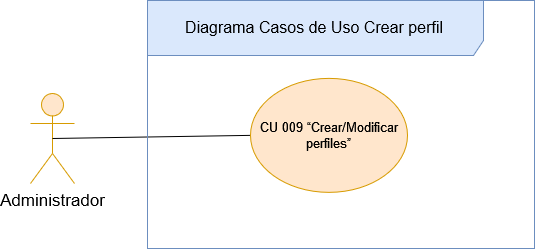 Diagrama Casos de Uso Crear perfil
CU 009 “Crear/Modificar
perfiles”
Administrador